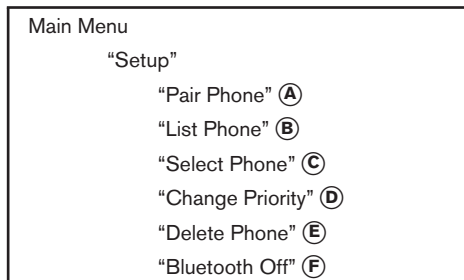 Main Menu
“Setup”
“Pair Phone” Ⓐ
“List Phone” Ⓑ
“Select Phone” Ⓒ
“Change Priority” Ⓓ
“Delete Phone” Ⓔ
“Bluetooth Off” Ⓕ